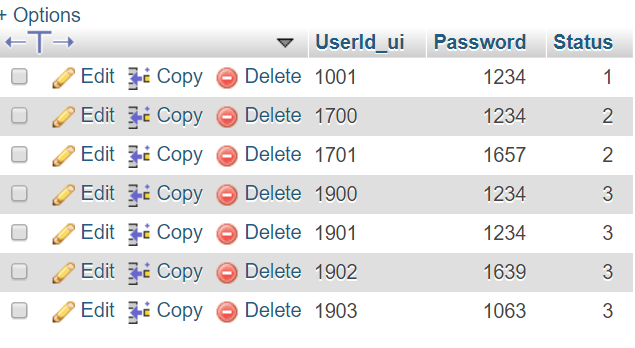 + Options
UserId_ui Password Status
Edit Copy Delete 1001 1234 1
Edit Copy Delete 1700 1234 2
Edit Copy Delete 1701 1657 2
Edit Copy Delete 1900 1234 3
Edit Copy Delete 1901 1234 3
Edit Copy Delete 1902 1639 3
Edit Copy Delete 1903 1063 3